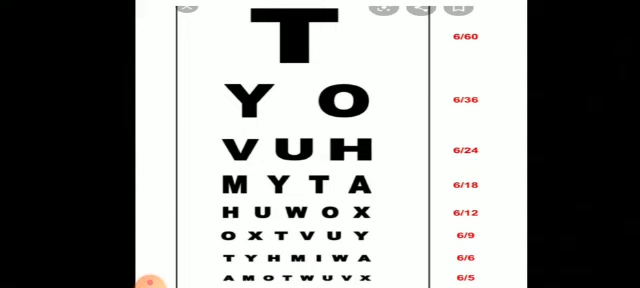 T 6/60
Y O 6/36
V U H 6/24
M Y T A 6/18
H U W O X 6/12
O X T V U Y 6/9
T Y H M I W A 6/6
A M O T W U V X 6/5